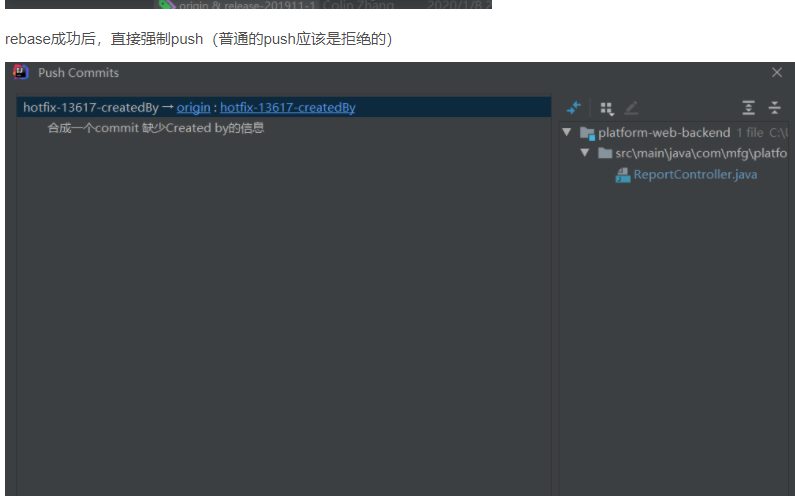 origin & release-201911-1 Colin Zhang 2020/1/8 2
rebase成功后，直接强制push（普通的push应该是拒绝的）
Push Commits
hotfix-13617-createdBy → origin : hotfix-13617-createdBy
合成一个commit 缺少Created by的信息
platform-web-backend 1 file C:\
src\main\java\com\mfg\platfo
ReportController.java